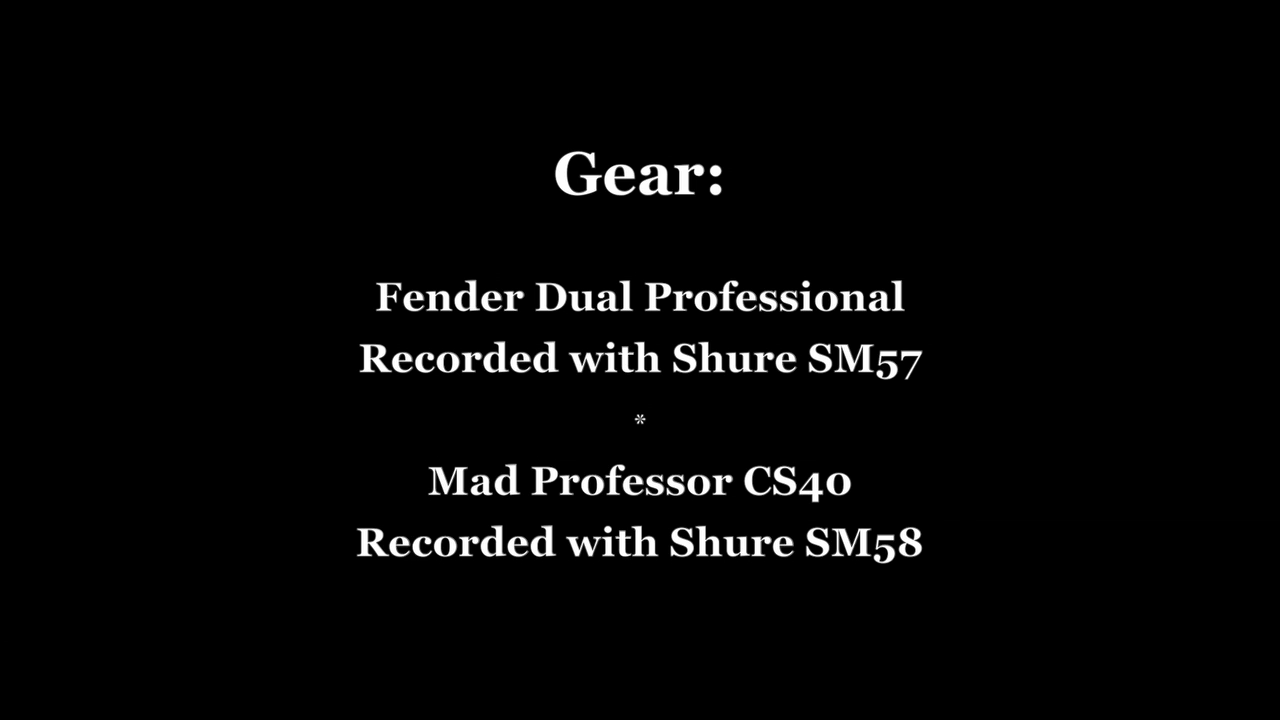 Gear:
Fender Dual Professional
Recorded with Shure SM57
*
Mad Professor CS40
Recorded with Shure SM58